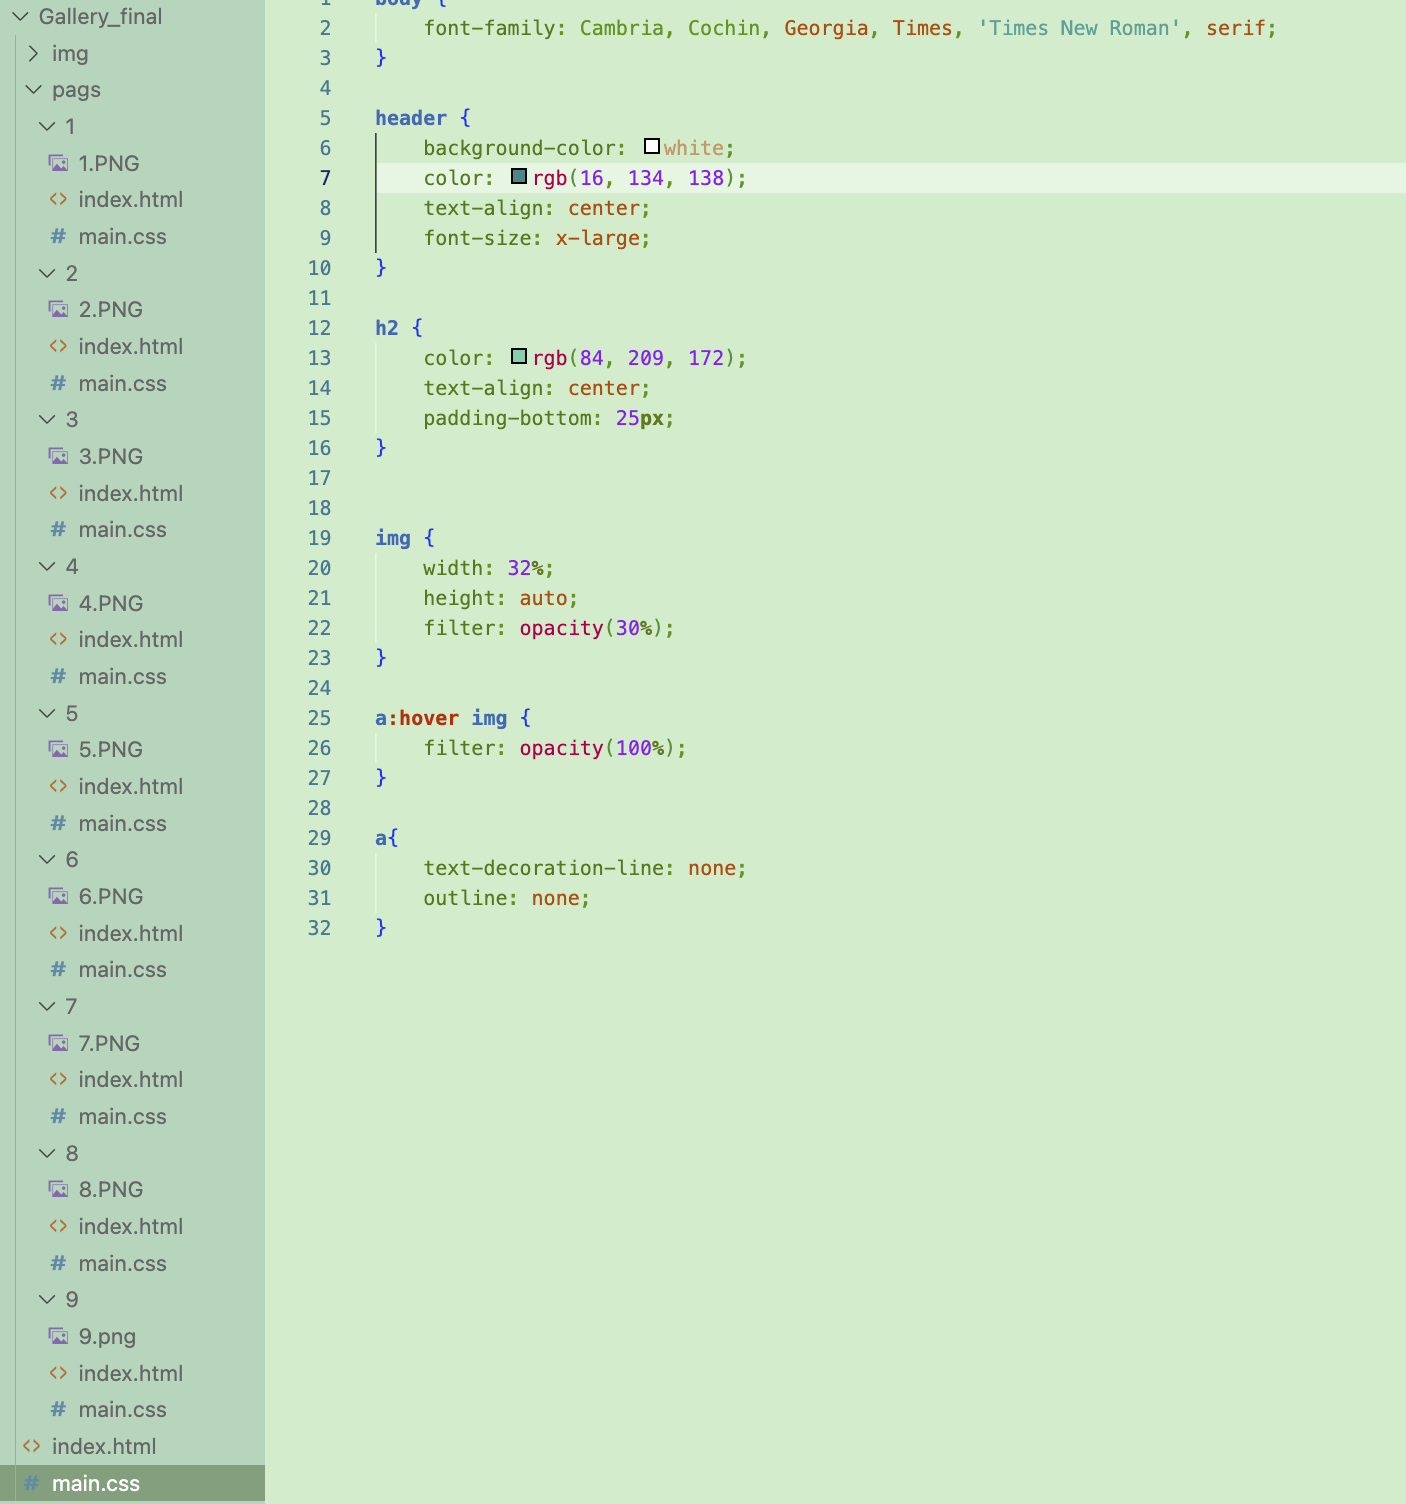 Gallery_final
img
pags
1
1.PNG
index.html
# main.css
2
2.PNG
index.html
# main.css
3
3.PNG
index.html
# main.css
4
4.PNG
index.html
# main.css
5
5.PNG
index.html
# main.css
6
6.PNG
index.html
# main.css
7
7.PNG
index.html
# main.css
8
8.PNG
index.html
# main.css
9
9.png
index.html
# main.css
index.html
# main.css
1 body {
2 font-family: Cambria, Cochin, Georgia, Times, 'Times New Roman', serif;
3 }
4
5 header {
6 background-color: white;
7 color: rgb(16, 134, 138);
8 text-align: center;
9 font-size: x-large;
10 }
11
12 h2 {
13 color: rgb(84, 209, 172);
14 text-align: center;
15 padding-bottom: 25px;
16 }
17
18
19 img {
20 width: 32%;
21 height: auto;
22 filter: opacity(30%);
23 }
24
25 a:hover img {
26 filter: opacity(100%);
27 }
28
29 a{
30 text-decoration-line: none;
31 outline: none;
32 }